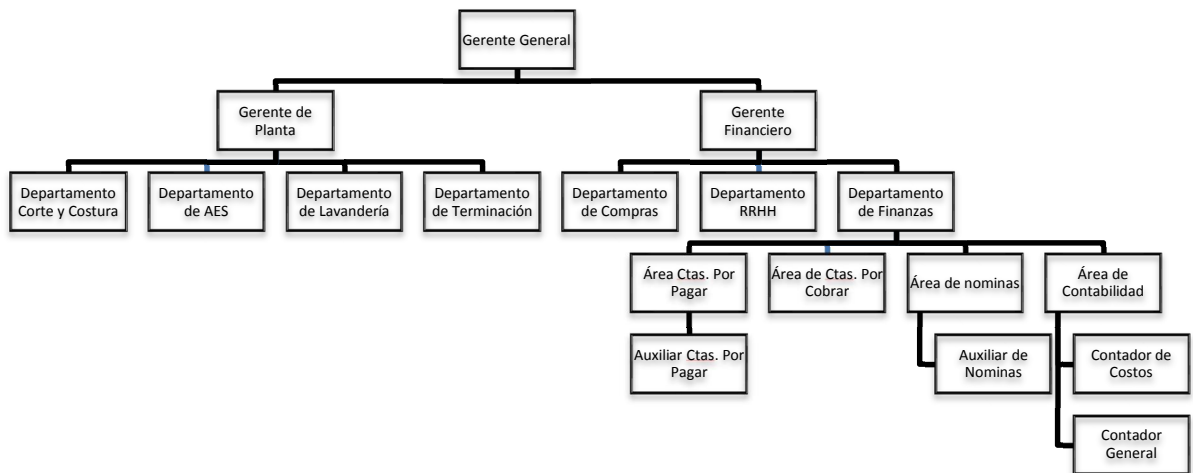 Gerente General
Gerente de
Planta
Gerente
Financiero
Departamento
Corte y Costura
Departamento
de AES
Departamento
de Lavandería
Departamento
de Terminación
Departamento
de Compras
Departamento
RRHH
Departamento
de Finanzas
Área Ctas. Por
Pagar
Área de Ctas. Por
Cobrar
Área de nominas
Área de
Contabilidad
Auxiliar Ctas. Por
Pagar
Auxiliar de
Nominas
Contador de
Costos
Contador
General